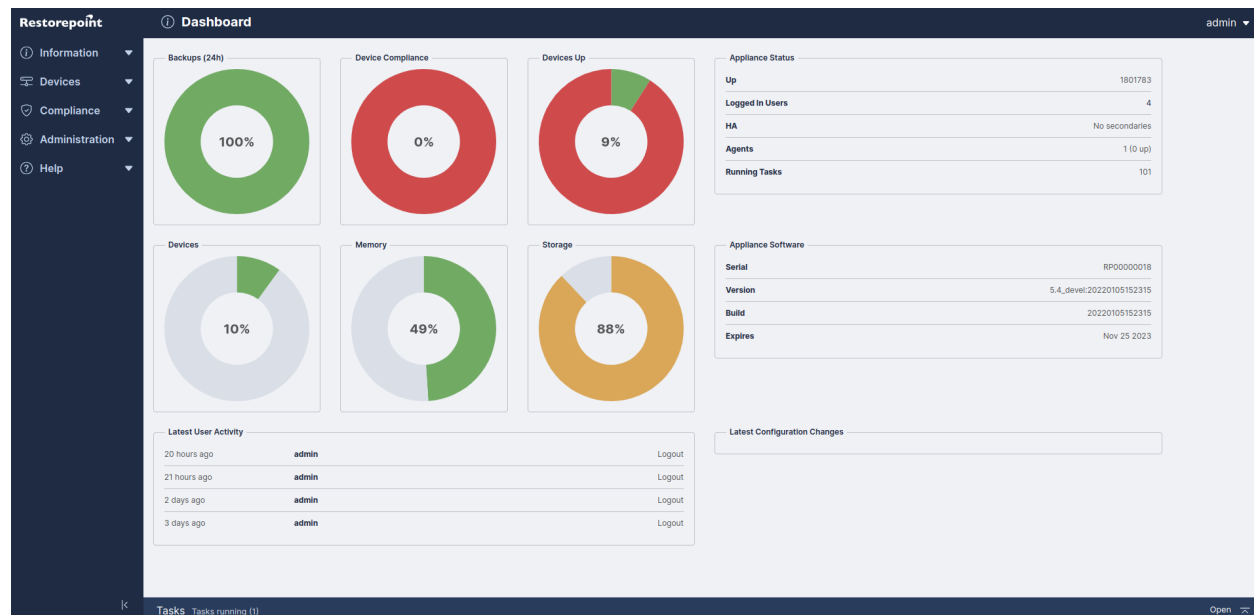 Restorepoint
Dashboard
admin
Information
Devices
Compliance
Administration
Help
Backups (24h)
100%
Device Compliance
0%
Devices Up
9%
Appliance Status
Up 1801783
Logged In Users 4
HA No secondaries
Agents 1 (0 up)
Running Tasks 101
Devices
10%
Memory
49%
Storage
88%
Appliance Software
Serial RP00000018
Version 5.4_devel:20220105152315
Build 20220105152315
Expires Nov 25 2023
Latest User Activity
20 hours ago admin Logout
21 hours ago admin Logout
2 days ago admin Logout
3 days ago admin Logout
Latest Configuration Changes
Tasks Tasks running (1)
Open